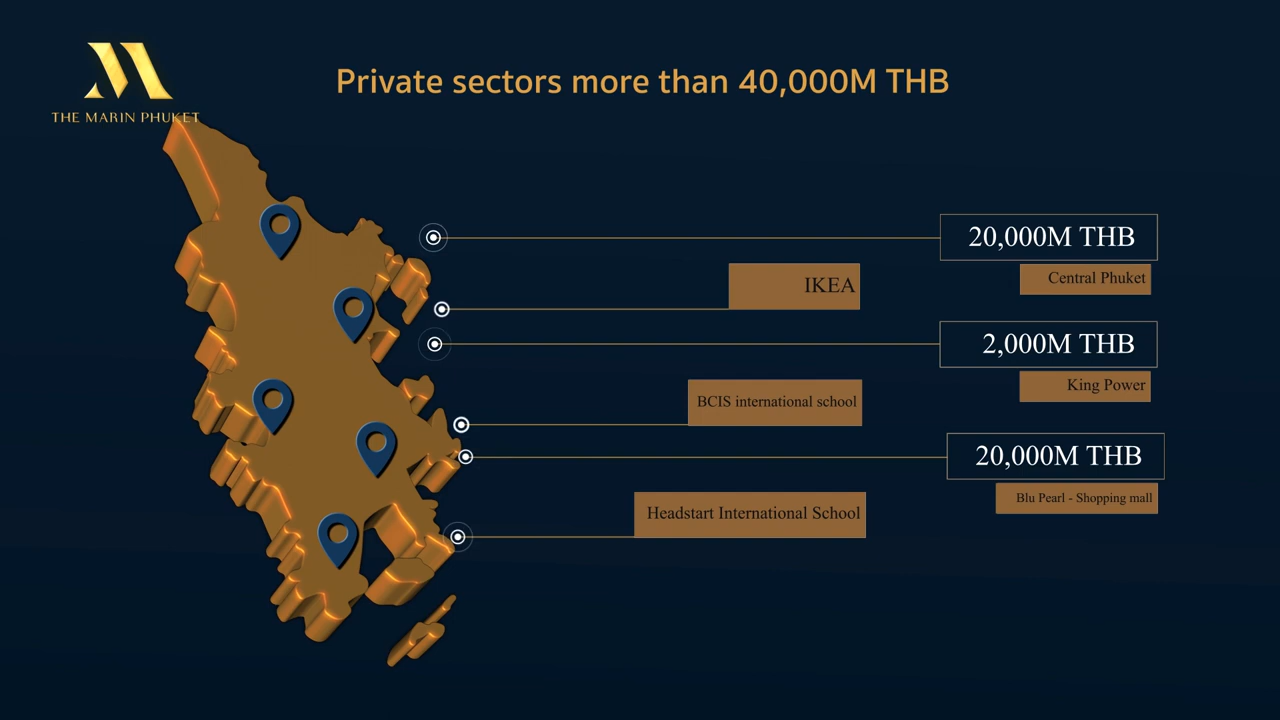 THE MARIN PHUKET
Private sectors more than 40,000M THB
20,000M THB
Central Phuket
IKEA
2,000M THB
King Power
BCIS international school
20,000M THB
Blu Pearl - Shopping mall
Headstart International School